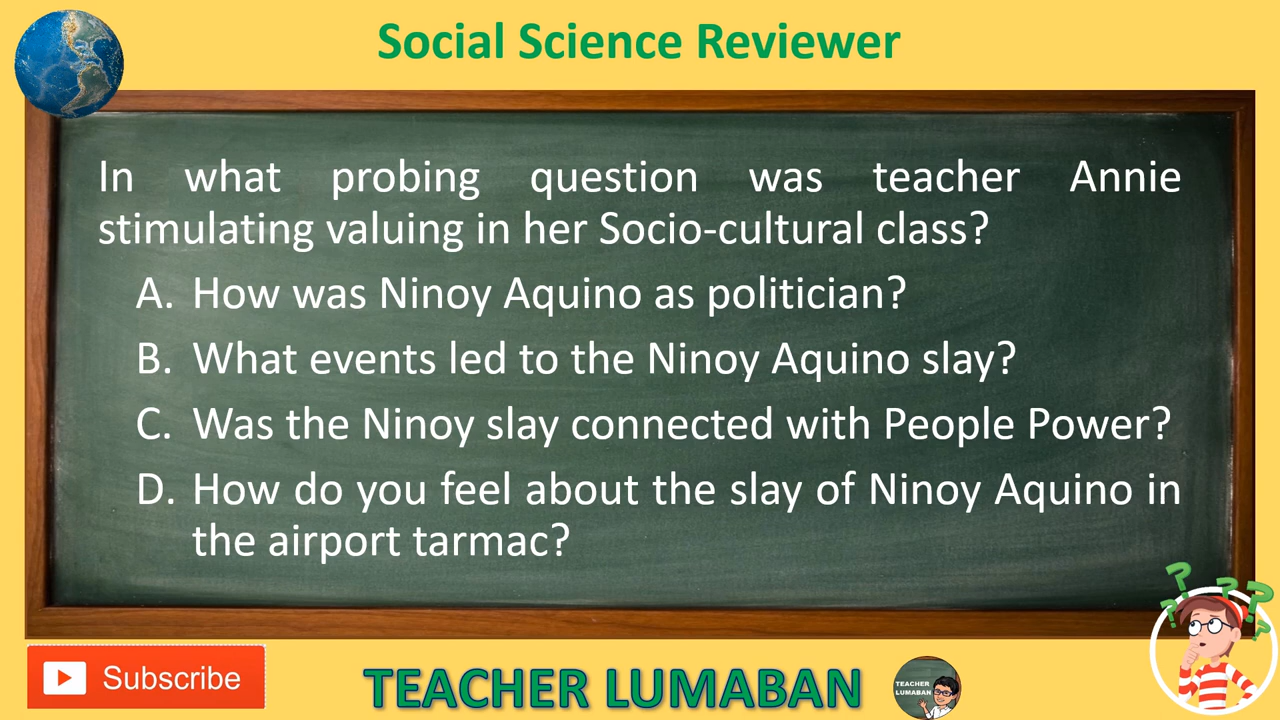 Social Science Reviewer
In what probing question was teacher Annie
stimulating valuing in her Socio-cultural class?
A. How was Ninoy Aquino as politician?
B. What events led to the Ninoy Aquino slay?
C. Was the Ninoy slay connected with People Power?
D. How do you feel about the slay of Ninoy Aquino in
the airport tarmac?
Subscribe
TEACHER LUMABAN
TEACHER
LUMABAN